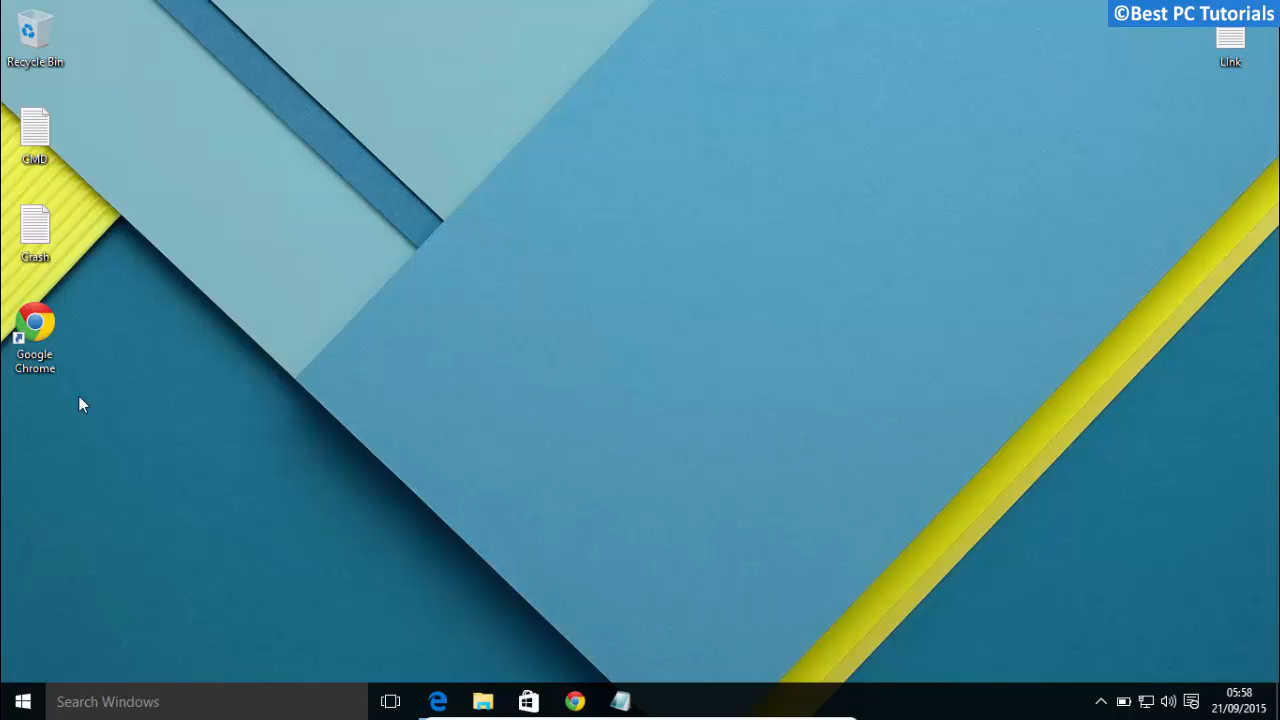 ©Best PC Tutorials
Recycle Bin
Link
CMD
Crash
Google
Chrome
Search Windows
05:58
21/09/2015